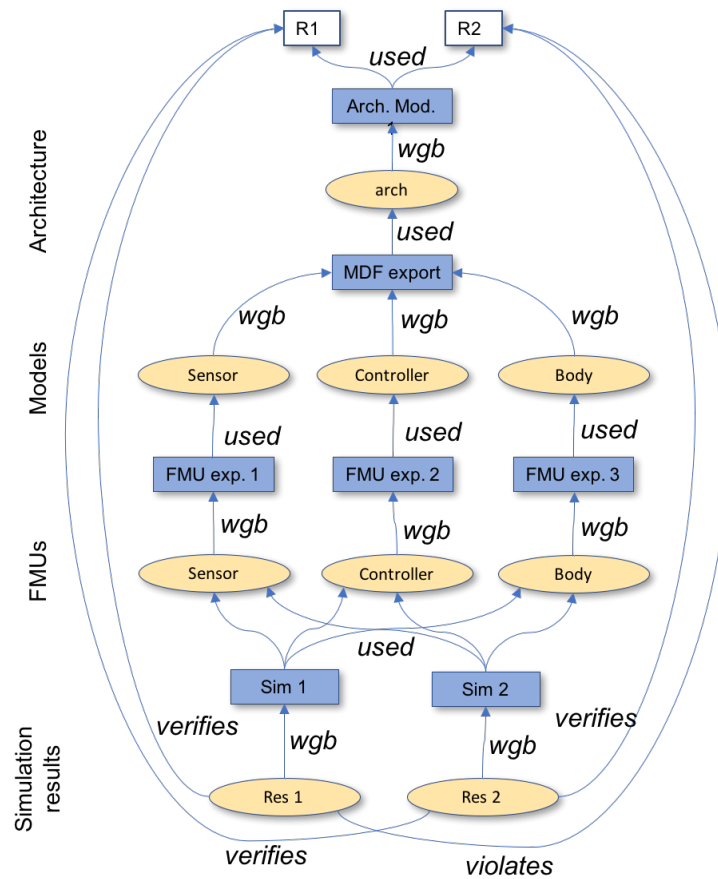 R1
R2
used
Arch. Mod.
wgb
arch
used
MDF export
wgb
wgb
wgb
Sensor
Controller
Body
used
used
used
FMU exp. 1
FMU exp. 2
FMU exp. 3
wgb
wgb
wgb
Sensor
Controller
Body
used
Sim 1
Sim 2
verifies
verifies
wgb
wgb
Res 1
Res 2
verifies
violates
Architecture
Models
FMUs
Simulation
results